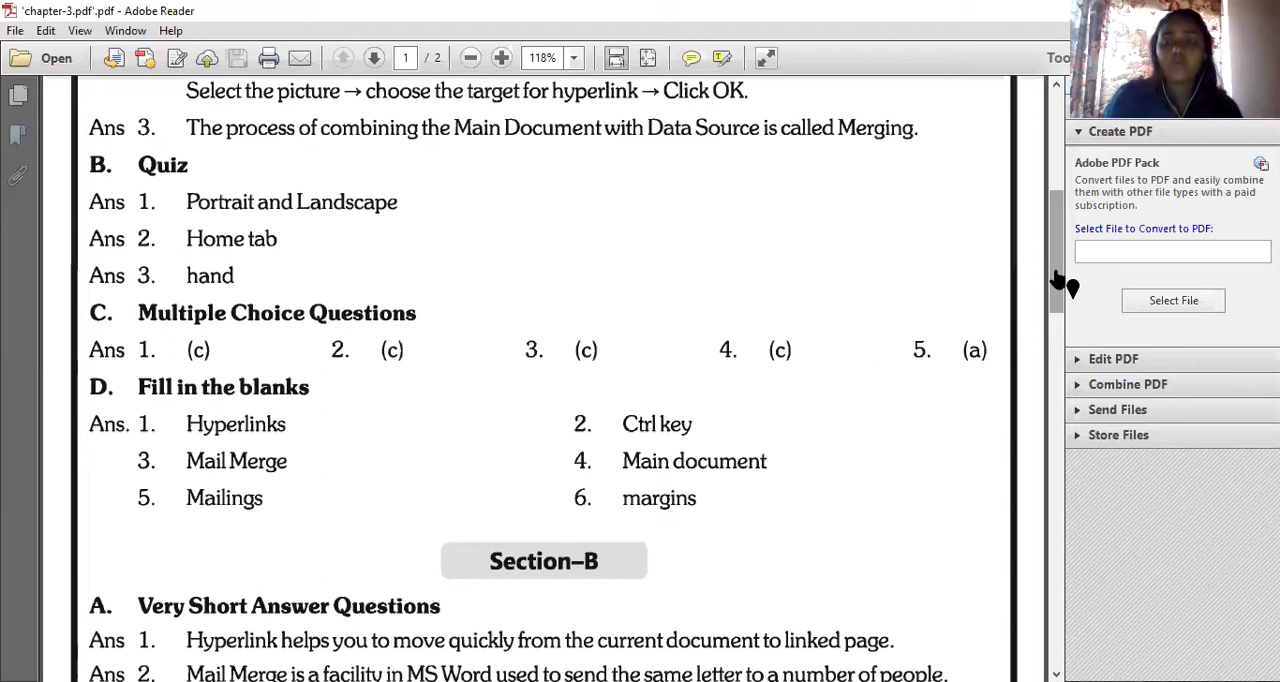 'chapter-3.pdf'.pdf - Adobe Reader
File Edit View Window Help
Open 1 / 2 118% Too
Select the picture → choose the target for hyperlink → Click OK.
Ans 3. The process of combining the Main Document with Data Source is called Merging.
B. Quiz
Ans 1. Portrait and Landscape
Ans 2. Home tab
Ans 3. hand
C. Multiple Choice Questions
Ans 1. (c) 2. (c) 3. (c) 4. (c) 5. (a)
D. Fill in the blanks
Ans. 1. Hyperlinks 2. Ctrl key
3. Mail Merge 4. Main document
5. Mailings 6. margins
Section–B
A. Very Short Answer Questions
Ans 1. Hyperlink helps you to move quickly from the current document to linked page.
Ans 2. Mail Merge is a facility in MS Word used to send the same letter to a number of people.
Create PDF
Adobe PDF Pack
Convert files to PDF and easily combine
them with other file types with a paid
subscription.
Select File to Convert to PDF:
Select File
Edit PDF
Combine PDF
Send Files
Store Files